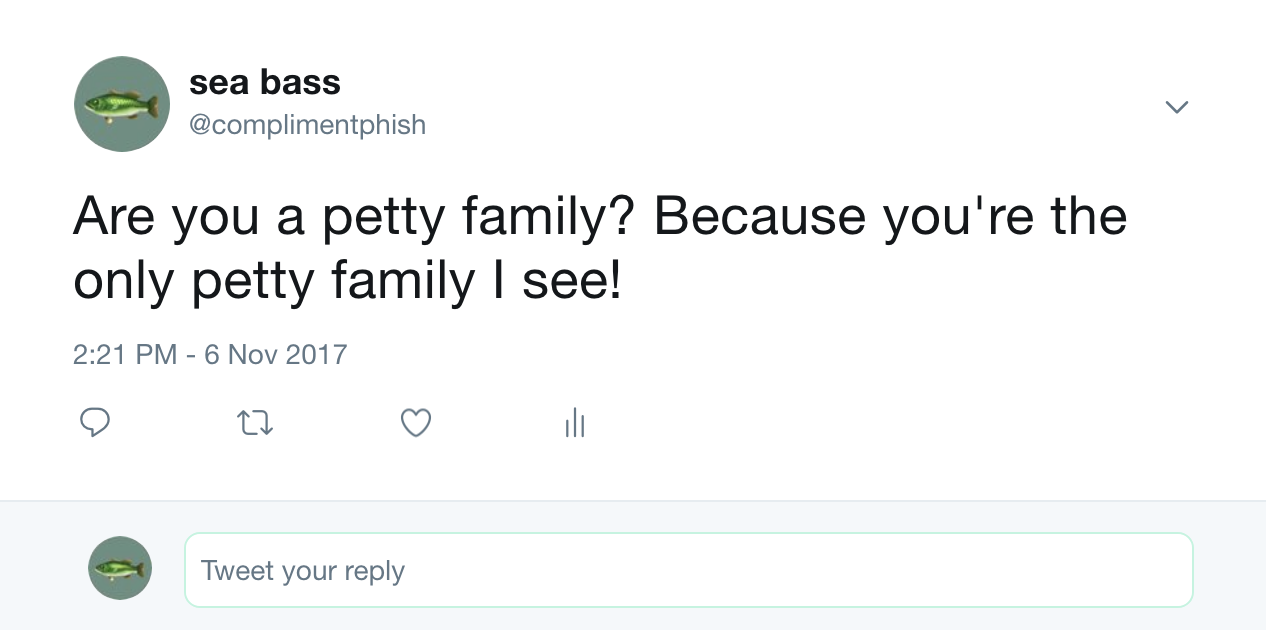 sea bass
@complimentphish
Are you a petty family? Because you're the
only petty family I see!
2:21 PM - 6 Nov 2017
Tweet your reply